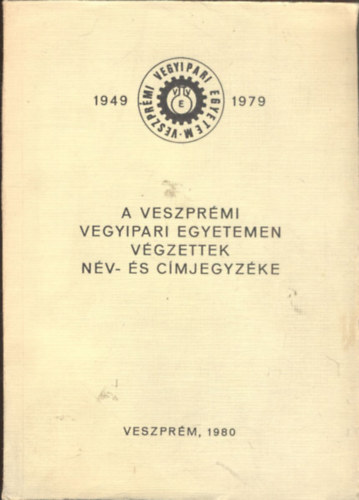 VESZPRÉMI VEGYIPARI EGYETEM
E
1949 1979
A VESZPRÉMI
VEGYIPARI EGYETEMEN
VÉGZETTEK
NÉV- ÉS CÍMJEGYZÉKE
VESZPRÉM, 1980